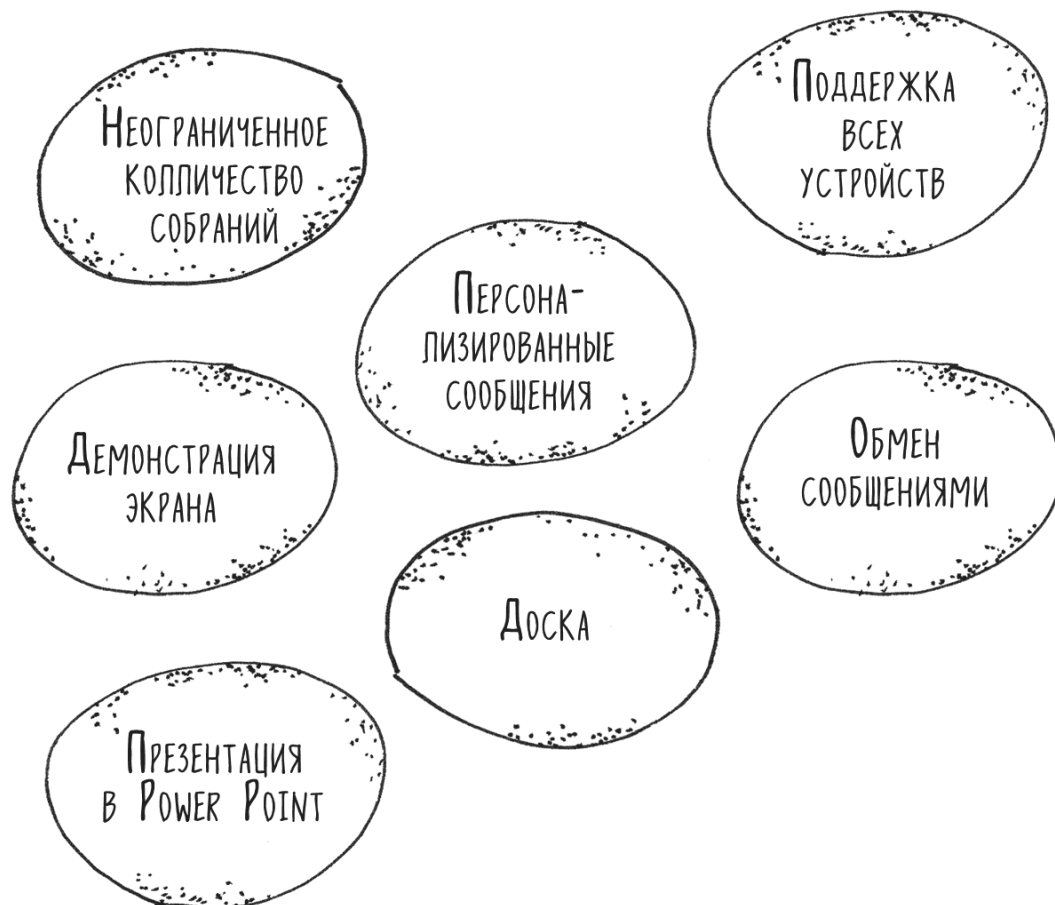 Неограниченное
колличество
собраний
Поддержка
всех
устройств
Персона-
лизированные
сообщения
Демонстрация
экрана
Обмен
сообщениями
Доска
Презентация
в Power Point